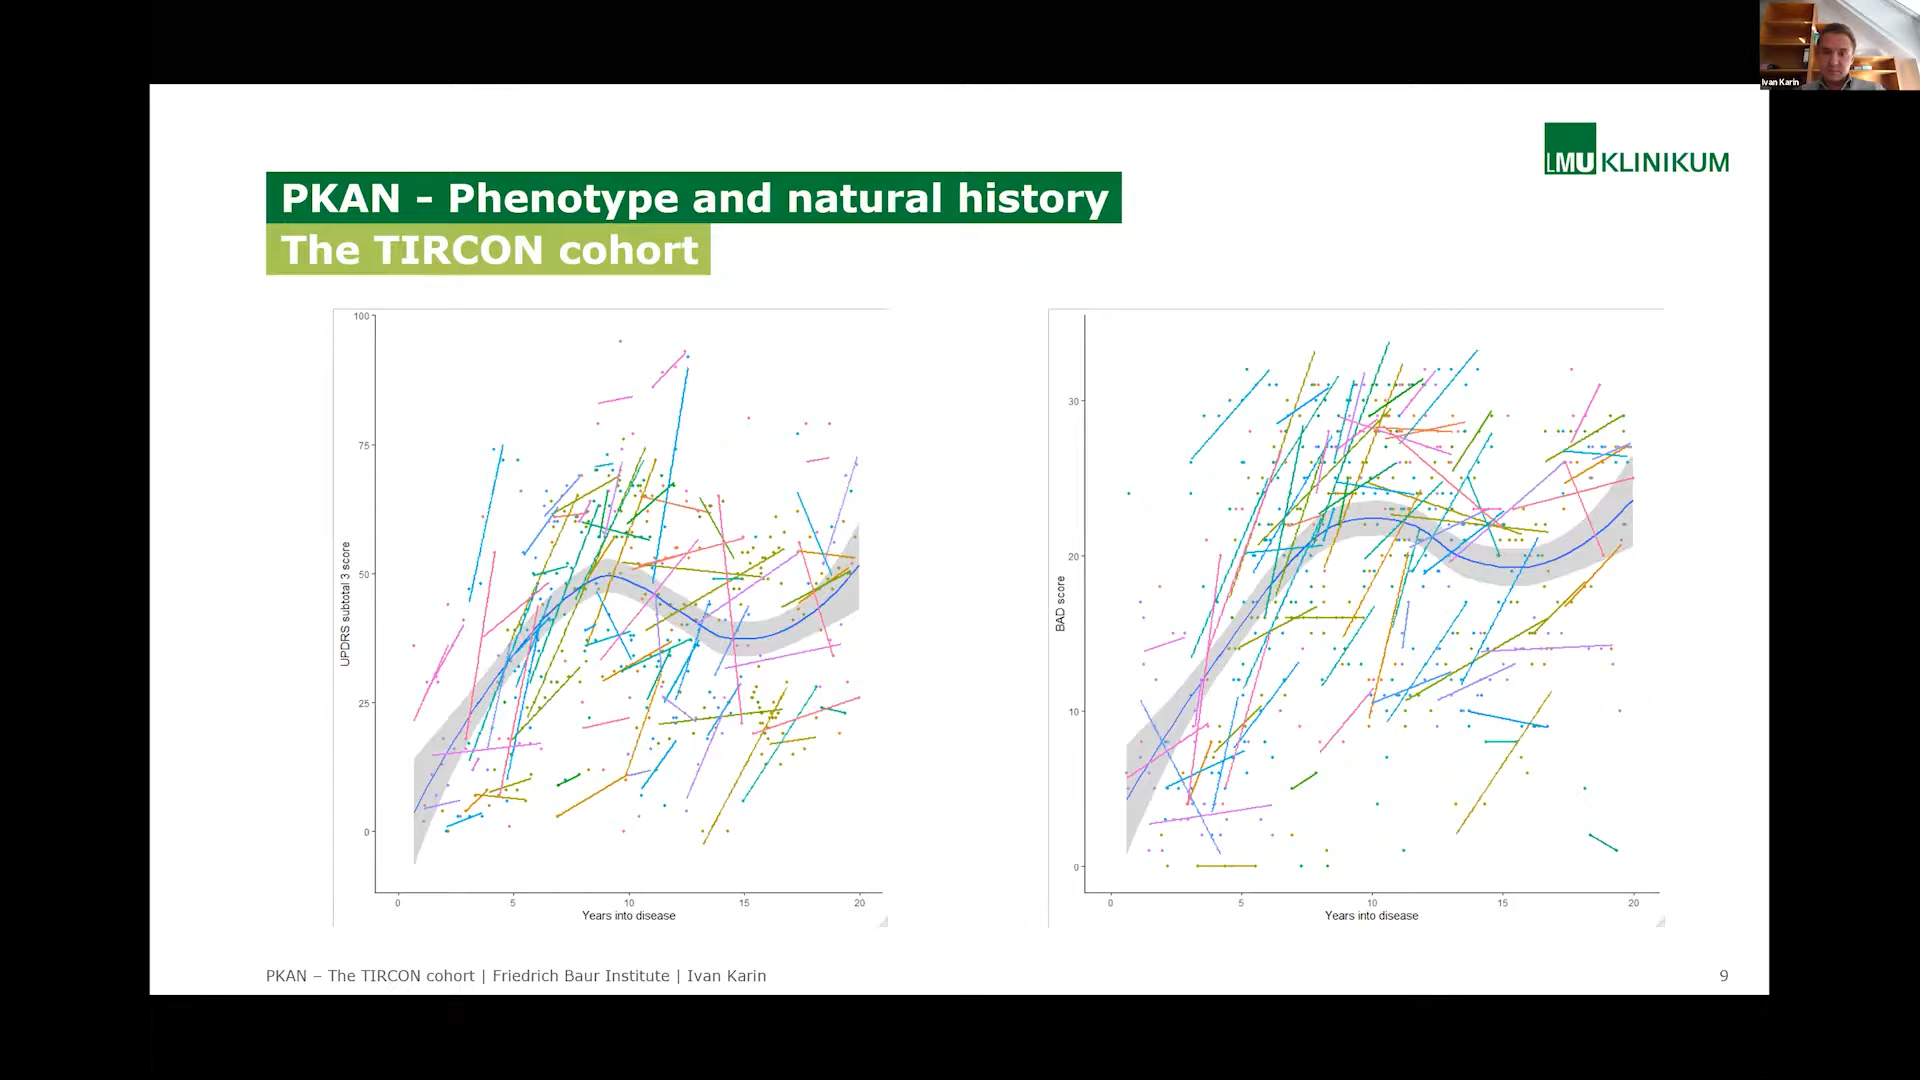 Ivan Karin
LMU KLINIKUM
PKAN - Phenotype and natural history
The TIRCON cohort
100
75
50
25
0
UPDRS subtotal 3 score
0 5 10 15 20
Years into disease
30
20
10
0
BAD score
0 5 10 15 20
Years into disease
PKAN – The TIRCON cohort | Friedrich Baur Institute | Ivan Karin
9